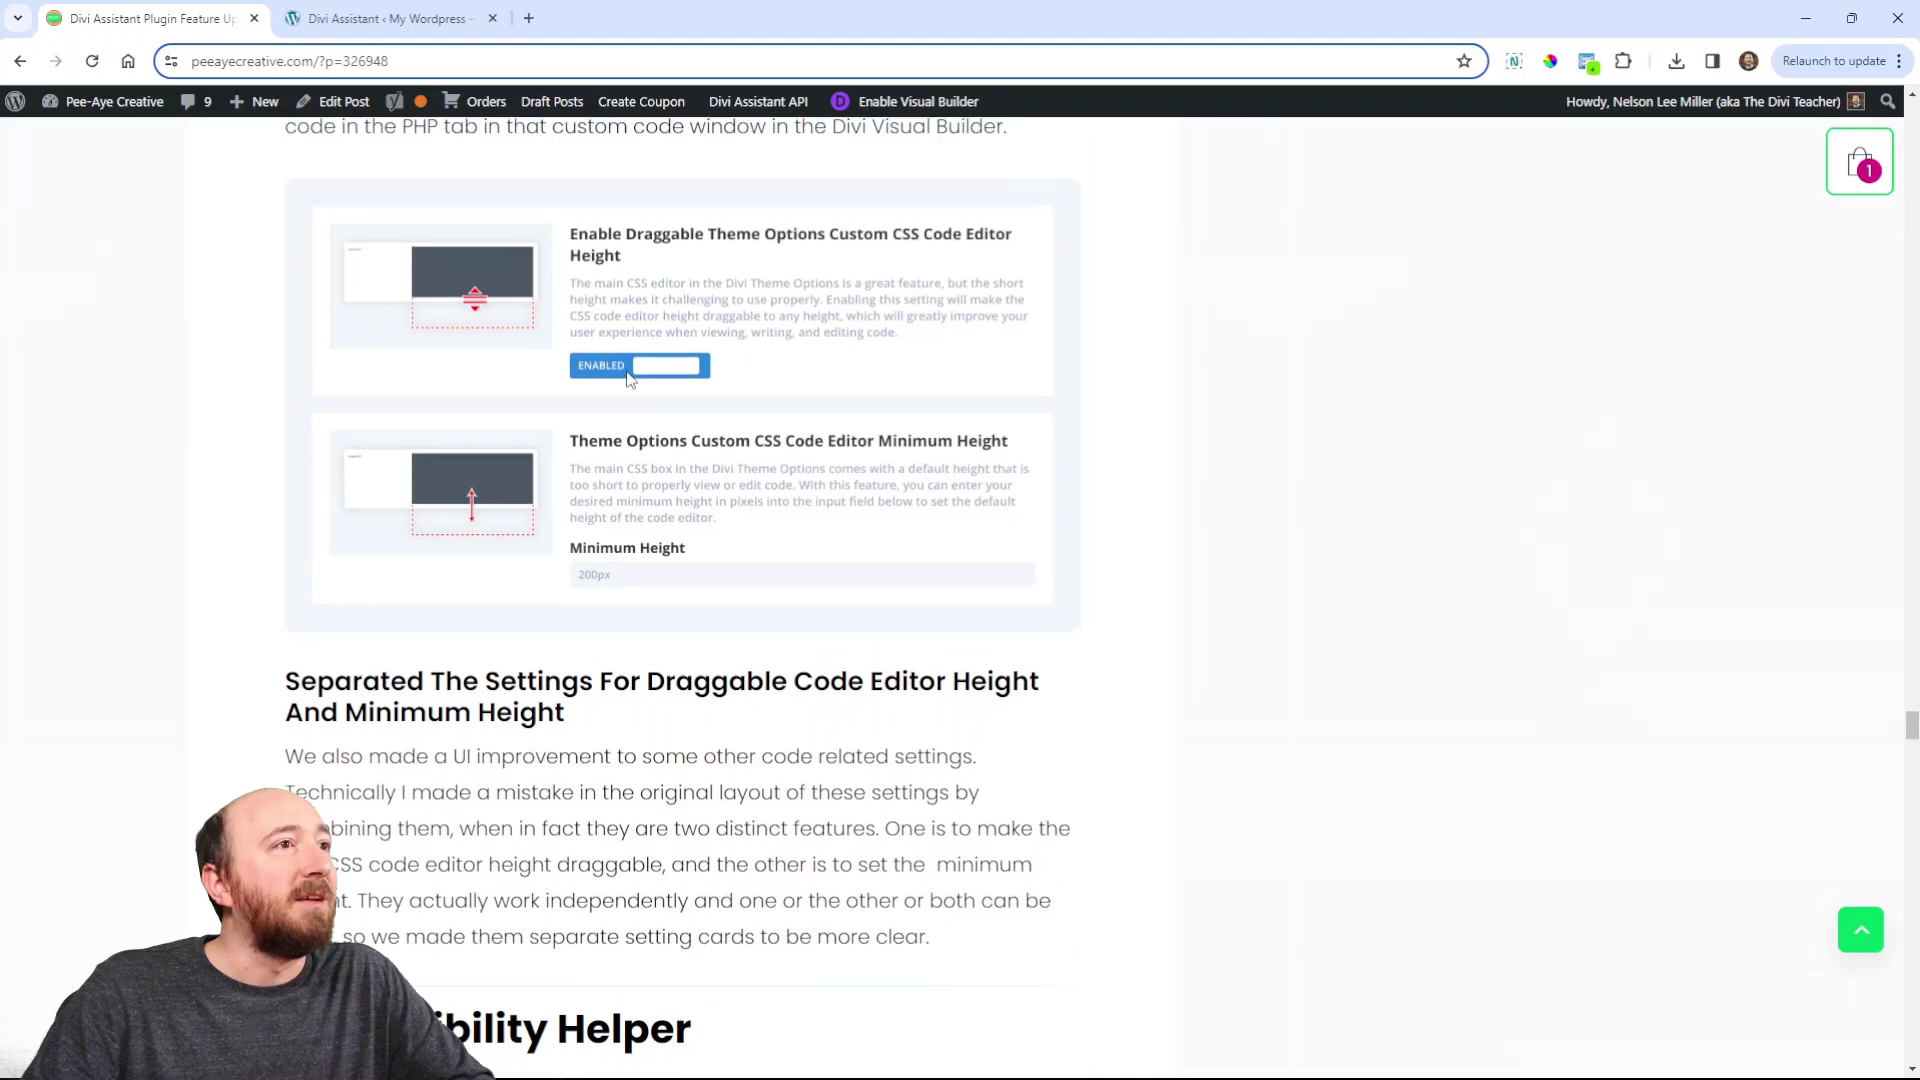 Divi Assistant Plugin Feature Up
Divi Assistant ‹ My Wordpress –
peeayecreative.com/?p=326948
Relaunch to update
Pee-Aye Creative
9
New
Edit Post
Orders
Draft Posts
Create Coupon
Divi Assistant API
D
Enable Visual Builder
Howdy, Nelson Lee Miller (aka The Divi Teacher)
code in the PHP tab in that custom code window in the Divi Visual Builder.
1
Enable Draggable Theme Options Custom CSS Code Editor
Height
The main CSS editor in the Divi Theme Options is a great feature, but the short
height makes it challenging to use properly. Enabling this setting will make the
CSS code editor height draggable to any height, which will greatly improve your
user experience when viewing, writing, and editing code.
ENABLED
Theme Options Custom CSS Code Editor Minimum Height
The main CSS box in the Divi Theme Options comes with a default height that is
too short to properly view or edit code. With this feature, you can enter your
desired minimum height in pixels into the input field below to set the default
height of the code editor.
Minimum Height
200px
Separated The Settings For Draggable Code Editor Height
And Minimum Height
We also made a UI improvement to some other code related settings.
Technically I made a mistake in the original layout of these settings by
bining them, when in fact they are two distinct features. One is to make the
CSS code editor height draggable, and the other is to set the minimum
t. They actually work independently and one or the other or both can be
so we made them separate setting cards to be more clear.
ibility Helper